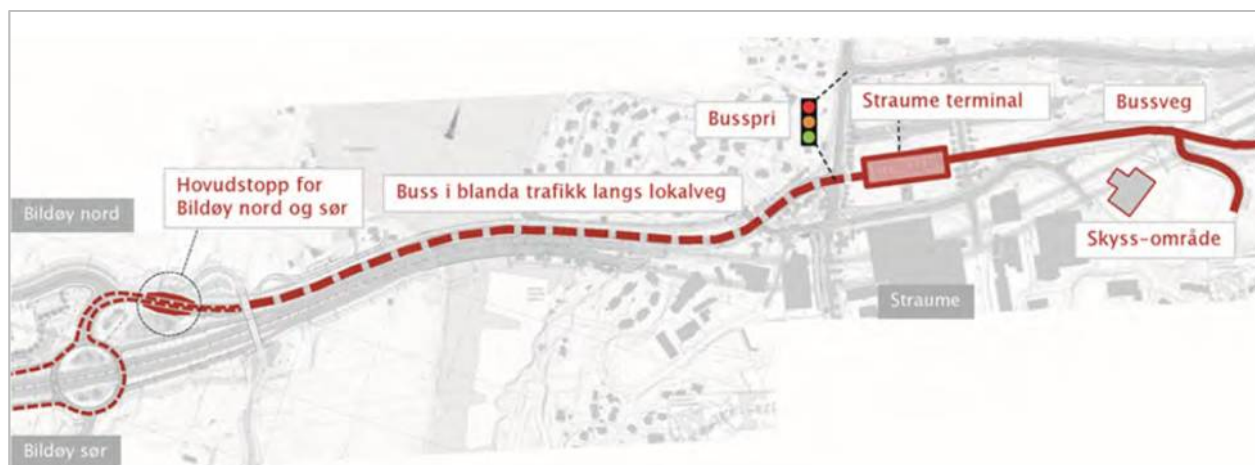 Busspri
Straume terminal
Bussveg
Hovudstopp for
Bildøy nord og sør
Buss i blanda trafikk langs lokalveg
Bildøy nord
Skyss-område
Straume
Bildøy sør